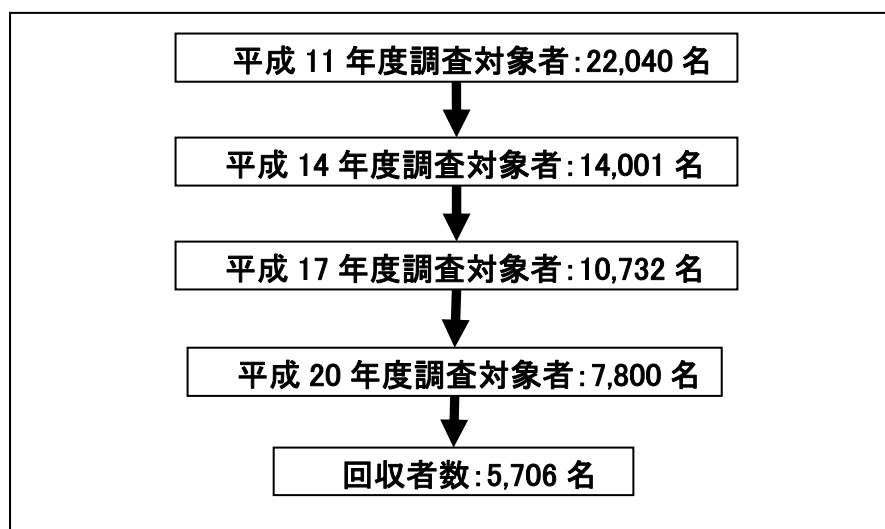 平成 11 年度調査対象者:22,040 名
平成 14 年度調査対象者:14,001 名
平成 17 年度調査対象者:10,732 名
平成 20 年度調査対象者:7,800 名
回収者数:5,706 名